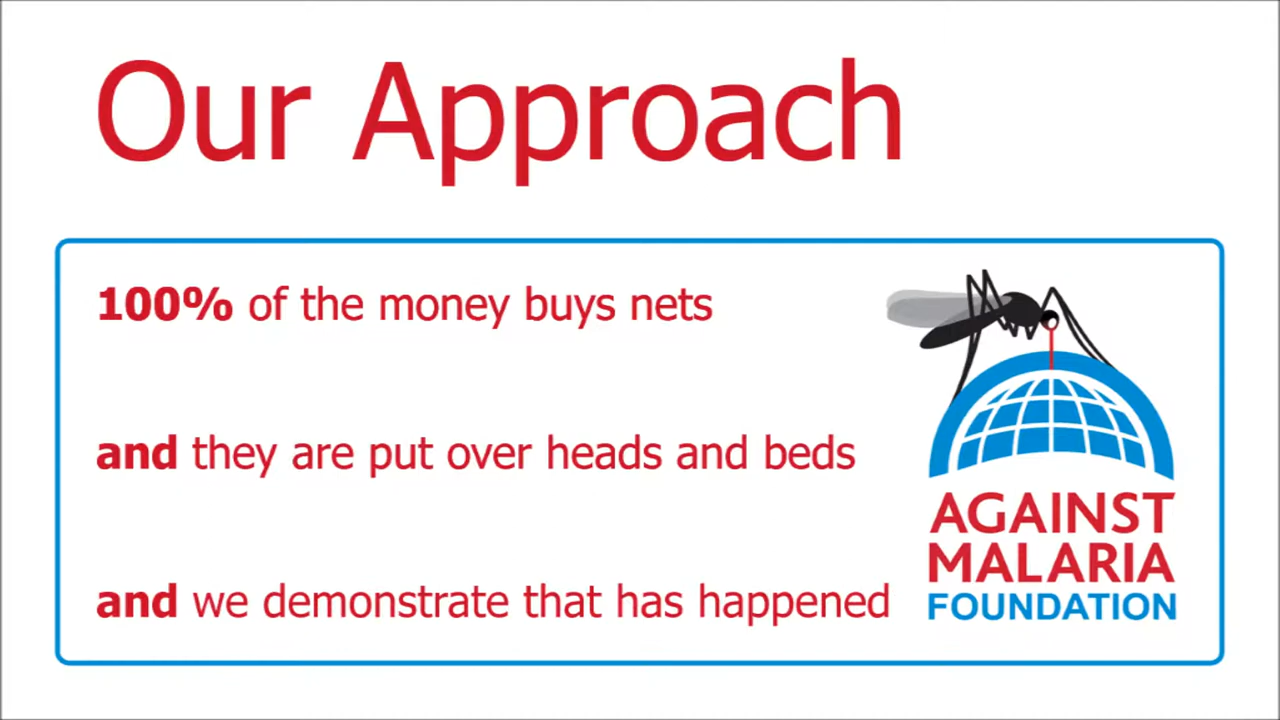 Our Approach
100% of the money buys nets
and they are put over heads and beds
and we demonstrate that has happened
AGAINST
MALARIA
FOUNDATION